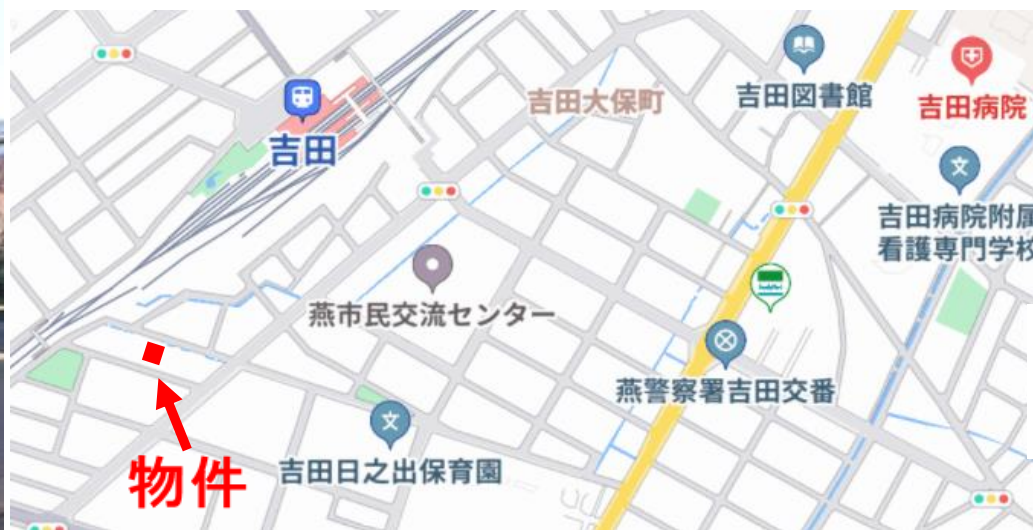 吉田大保町
吉田図書館
吉田病院
吉田
吉田病院附属
看護専門学校
燕市民交流センター
FamilyMart
燕警察署吉田交番
吉田日之出保育園
物件